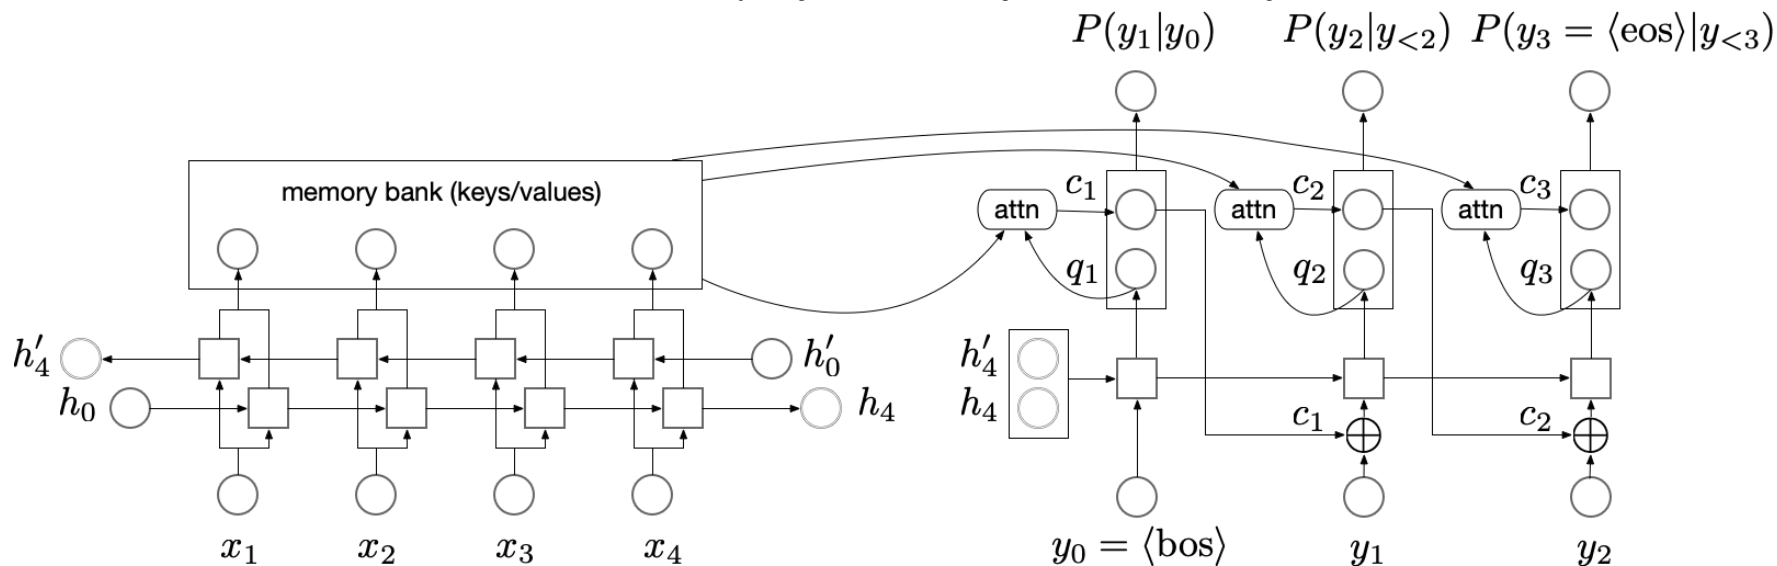 P(y₁|y₀) P(y₂|y<₂) P(y₃ = ⟨eos⟩|y<₃)
memory bank (keys/values)
attn c₁ attn c₂ attn c₃
q₁ q₂ q₃
h′₄ h′₀ h′₄
h₀ h₄ h₄ c₁ c₂
x₁ x₂ x₃ x₄ y₀ = ⟨bos⟩ y₁ y₂